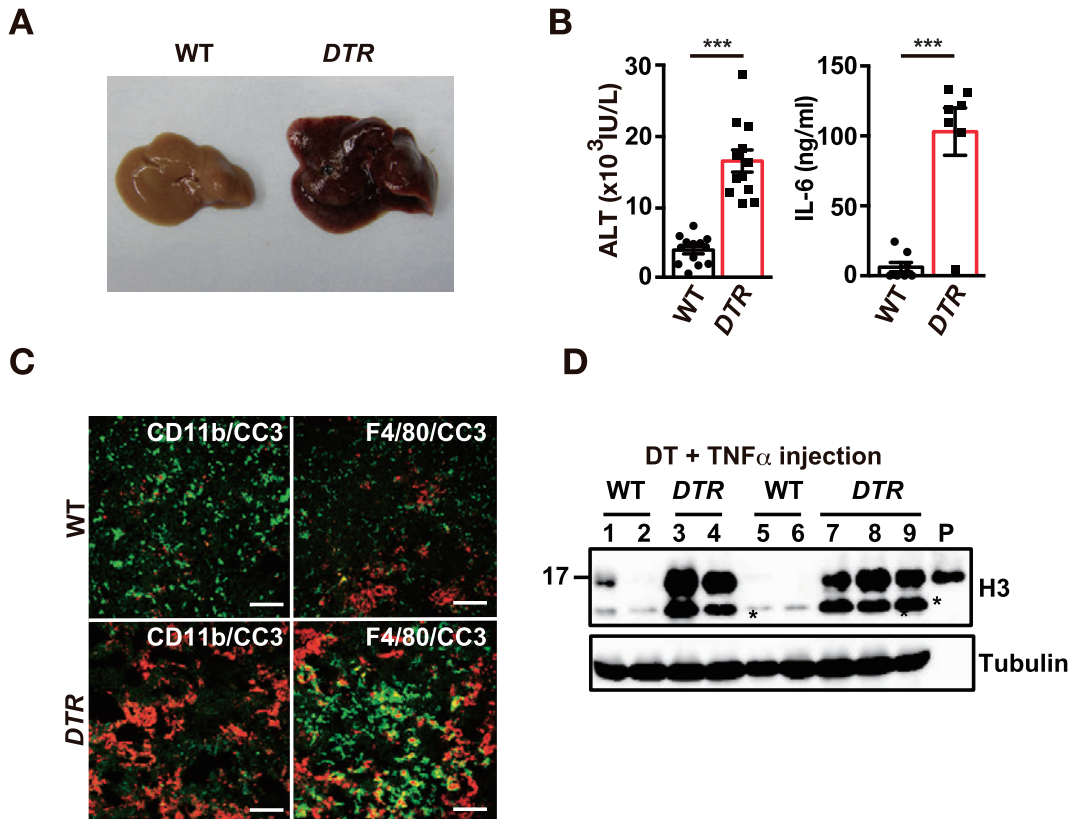 A
WT DTR
B
***
ALT (x10³IU/L)
30
20
10
0
WT DTR
***
IL-6 (ng/ml)
150
100
50
0
WT DTR
C
WT
CD11b/CC3 F4/80/CC3
DTR
CD11b/CC3 F4/80/CC3
D
DT + TNFα injection
WT DTR WT DTR
1 2 3 4 5 6 7 8 9 P
17 H3
* * *
Tubulin